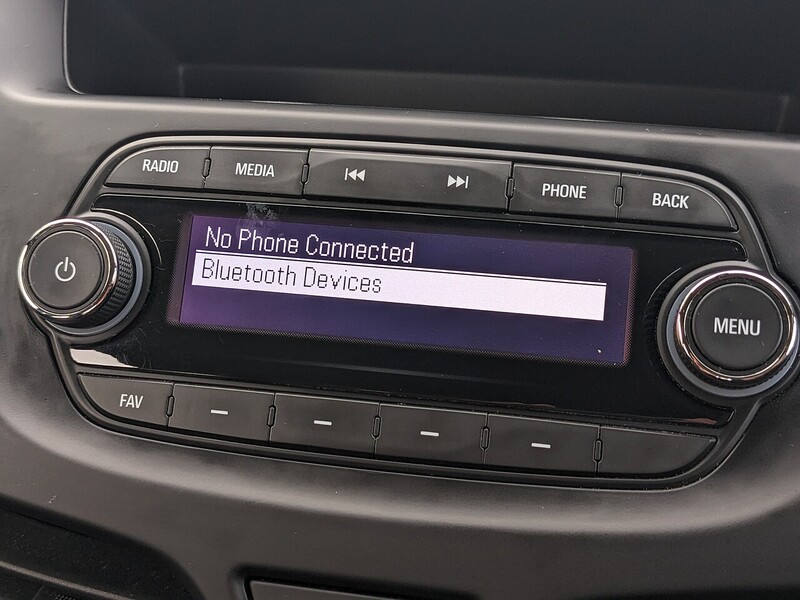 RADIO
MEDIA
PHONE
BACK
No Phone Connected
Bluetooth Devices
MENU
FAV